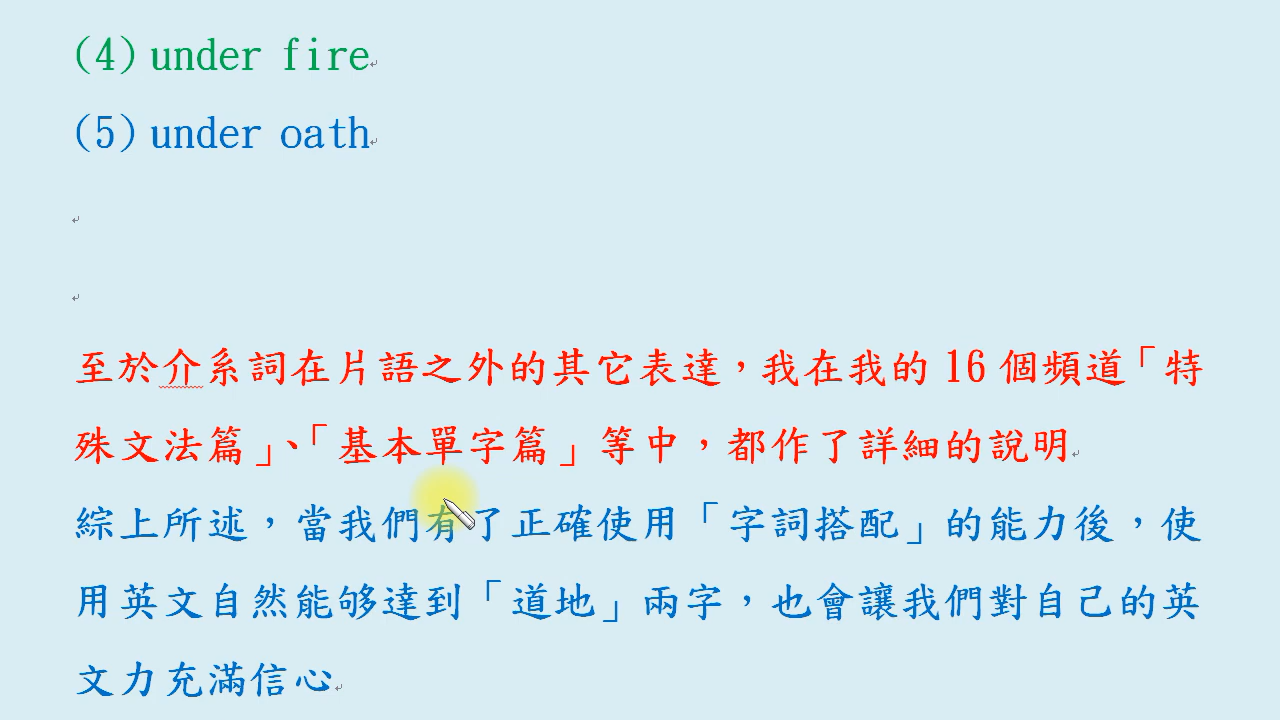 (4) under fire
(5) under oath
至於介系詞在片語之外的其它表達，我在我的 16 個頻道「特
殊文法篇」、「基本單字篇」等中，都作了詳細的說明
綜上所述，當我們有了正確使用「字詞搭配」的能力後，使
用英文自然能够達到「道地」兩字，也會讓我們對自己的英
文力充滿信心